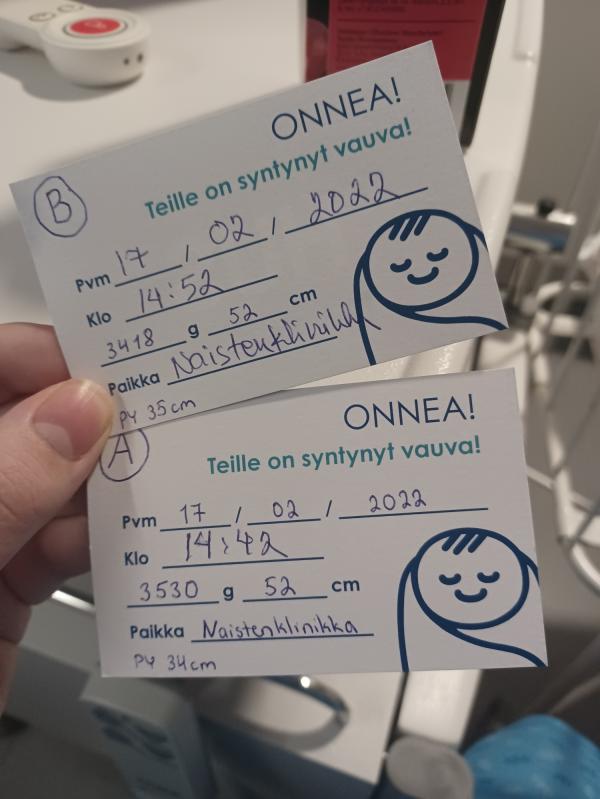 ONNEA!
Teille on syntynyt vauva!
B
Pvm 17 / 02 / 2022
Klo 14:52
3418 g 52 cm
Paikka Naistenklinikka
PY 35 cm
ONNEA!
A
Teille on syntynyt vauva!
Pvm 17 / 02 / 2022
Klo 14:42
3530 g 52 cm
Paikka Naistenklinikka
PY 34 cm